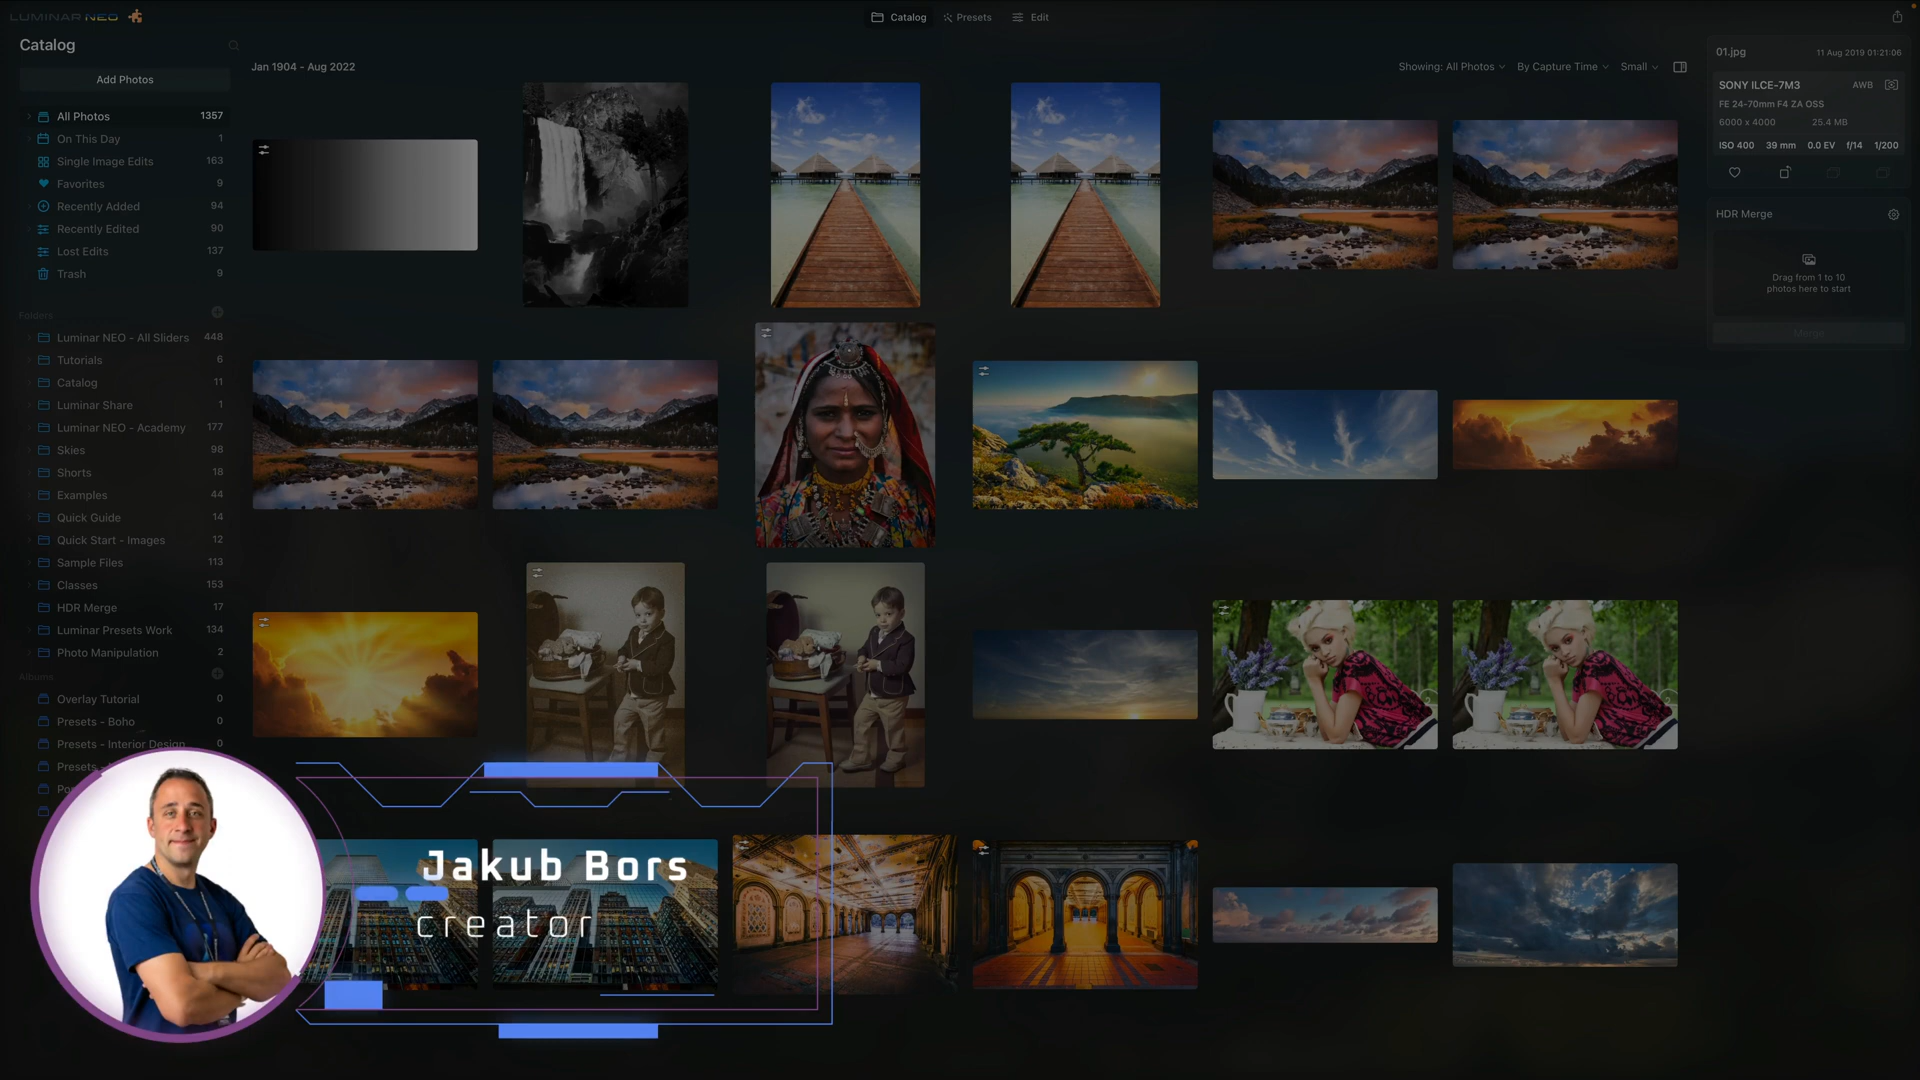 LUMINAR NEO
Catalog
Presets
Edit
Catalog
Add Photos
Jan 1904 - Aug 2022
Showing: All Photos
By Capture Time
Small
All Photos 1357
On This Day 1
Single Image Edits 163
Favorites 9
Recently Added 94
Recently Edited 90
Lost Edits 137
Trash 9
Folders
Luminar NEO - All Sliders 448
Tutorials 6
Catalog 11
Luminar Share 1
Luminar NEO - Academy 177
Skies 98
Shorts 18
Examples 44
Quick Guide 14
Quick Start - Images 12
Sample Files 113
Classes 153
HDR Merge 17
Luminar Presets Work 134
Photo Manipulation 2
Albums
Overlay Tutorial 0
Presets - Boho 0
Presets - Interior Design 0
Presets
01.jpg 11 Aug 2019 01:21:06
SONY ILCE-7M3 AWB
FE 24-70mm F4 ZA OSS
6000 x 4000 25.4 MB
ISO 400 39 mm 0.0 EV f/14 1/200
HDR Merge
Drag from 1 to 10
photos here to start
Merge
Jakub Bors
creator